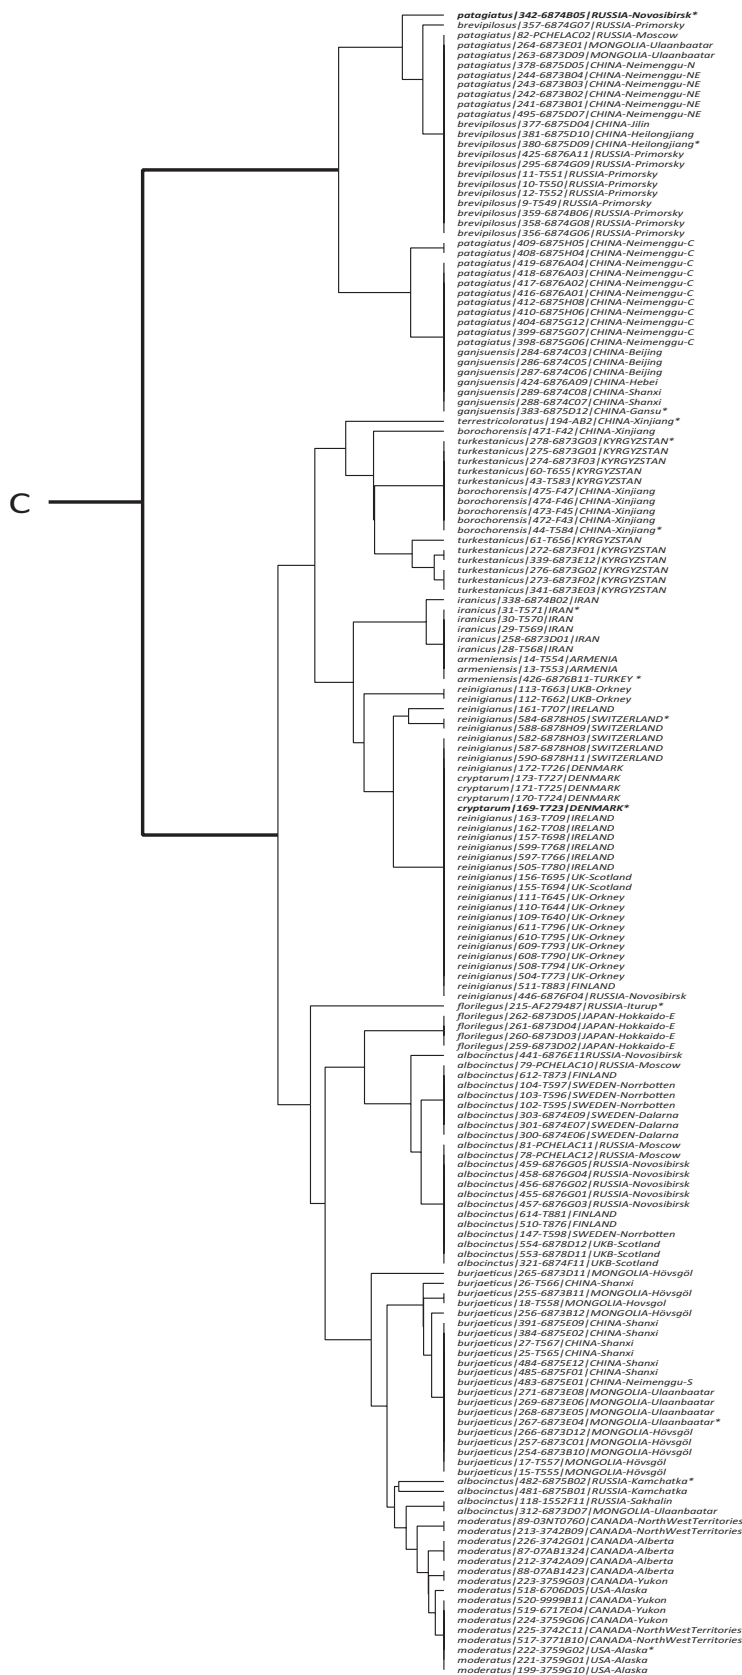 patagiatus|342-6874B05|RUSSIA-Novosibirsk*
brevipilosus|357-6874G07|RUSSIA-Primorsky
patagiatus|82-PCHELAC02|RUSSIA-Moscow
patagiatus|264-6873E01|MONGOLIA-Ulaanbaatar
patagiatus|263-6873D09|MONGOLIA-Ulaanbaatar
patagiatus|378-6875D05|CHINA-Neimenggu-N
patagiatus|244-6873B04|CHINA-Neimenggu-NE
patagiatus|243-6873B03|CHINA-Neimenggu-NE
patagiatus|242-6873B02|CHINA-Neimenggu-NE
patagiatus|241-6873B01|CHINA-Neimenggu-NE
patagiatus|495-6875D07|CHINA-Neimenggu-NE
brevipilosus|377-6875D04|CHINA-Jilin
brevipilosus|381-6875D10|CHINA-Heilongjiang
brevipilosus|380-6875D09|CHINA-Heilongjiang*
brevipilosus|425-6876A11|RUSSIA-Primorsky
brevipilosus|295-6874G09|RUSSIA-Primorsky
brevipilosus|11-T551|RUSSIA-Primorsky
brevipilosus|10-T550|RUSSIA-Primorsky
brevipilosus|12-T552|RUSSIA-Primorsky
brevipilosus|9-T549|RUSSIA-Primorsky
brevipilosus|359-6874B06|RUSSIA-Primorsky
brevipilosus|358-6874G08|RUSSIA-Primorsky
brevipilosus|356-6874G06|RUSSIA-Primorsky
patagiatus|409-6875H05|CHINA-Neimenggu-C
patagiatus|408-6875H04|CHINA-Neimenggu-C
patagiatus|419-6876A04|CHINA-Neimenggu-C
patagiatus|418-6876A03|CHINA-Neimenggu-C
patagiatus|417-6876A02|CHINA-Neimenggu-C
patagiatus|416-6876A01|CHINA-Neimenggu-C
patagiatus|412-6875H08|CHINA-Neimenggu-C
patagiatus|410-6875H06|CHINA-Neimenggu-C
patagiatus|404-6875G12|CHINA-Neimenggu-C
patagiatus|399-6875G07|CHINA-Neimenggu-C
patagiatus|398-6875G06|CHINA-Neimenggu-C
ganjsuensis|284-6874C03|CHINA-Beijing
ganjsuensis|286-6874C05|CHINA-Beijing
ganjsuensis|287-6874C06|CHINA-Beijing
ganjsuensis|424-6876A09|CHINA-Hebei
ganjsuensis|289-6874C08|CHINA-Shanxi
ganjsuensis|288-6874C07|CHINA-Shanxi
ganjsuensis|383-6875D12|CHINA-Gansu*
terrestricoloratus|194-AB2|CHINA-Xinjiang*
borochorensis|471-F42|CHINA-Xinjiang
turkestanicus|278-6873G03|KYRGYZSTAN*
turkestanicus|275-6873G01|KYRGYZSTAN
turkestanicus|274-6873F03|KYRGYZSTAN
turkestanicus|60-T655|KYRGYZSTAN
turkestanicus|43-T583|KYRGYZSTAN
borochorensis|475-F47|CHINA-Xinjiang
borochorensis|474-F46|CHINA-Xinjiang
C
borochorensis|473-F45|CHINA-Xinjiang
borochorensis|472-F43|CHINA-Xinjiang
borochorensis|44-T584|CHINA-Xinjiang*
turkestanicus|61-T656|KYRGYZSTAN
turkestanicus|272-6873F01|KYRGYZSTAN
turkestanicus|339-6873E12|KYRGYZSTAN
turkestanicus|276-6873G02|KYRGYZSTAN
turkestanicus|273-6873F02|KYRGYZSTAN
turkestanicus|341-6873E03|KYRGYZSTAN
iranicus|338-6874B02|IRAN
iranicus|31-T571|IRAN*
iranicus|30-T570|IRAN
iranicus|29-T569|IRAN
iranicus|258-6873D01|IRAN
iranicus|28-T568|IRAN
armeniensis|14-T554|ARMENIA
armeniensis|13-T553|ARMENIA
armeniensis|426-6876B11-TURKEY *
reinigianus|113-T663|UKB-Orkney
reinigianus|112-T662|UKB-Orkney
reinigianus|161-T707|IRELAND
reinigianus|584-6878H05|SWITZERLAND*
reinigianus|588-6878H09|SWITZERLAND
reinigianus|582-6878H03|SWITZERLAND
reinigianus|587-6878H08|SWITZERLAND
reinigianus|590-6878H11|SWITZERLAND
reinigianus|172-T726|DENMARK
cryptarum|173-T727|DENMARK
cryptarum|171-T725|DENMARK
cryptarum|170-T724|DENMARK
cryptarum|169-T723|DENMARK*
reinigianus|163-T709|IRELAND
reinigianus|162-T708|IRELAND
reinigianus|157-T698|IRELAND
reinigianus|599-T768|IRELAND
reinigianus|597-T766|IRELAND
reinigianus|505-T780|IRELAND
reinigianus|156-T695|UK-Scotland
reinigianus|155-T694|UK-Scotland
reinigianus|111-T645|UK-Orkney
reinigianus|110-T644|UK-Orkney
reinigianus|109-T640|UK-Orkney
reinigianus|611-T796|UK-Orkney
reinigianus|610-T795|UK-Orkney
reinigianus|609-T793|UK-Orkney
reinigianus|608-T790|UK-Orkney
reinigianus|508-T794|UK-Orkney
reinigianus|504-T773|UK-Orkney
reinigianus|511-T883|FINLAND
reinigianus|446-6876F04|RUSSIA-Novosibirsk
florilegus|215-AF279487|RUSSIA-Iturup*
florilegus|262-6873D05|JAPAN-Hokkaido-E
florilegus|261-6873D04|JAPAN-Hokkaido-E
florilegus|260-6873D03|JAPAN-Hokkaido-E
florilegus|259-6873D02|JAPAN-Hokkaido-E
albocinctus|441-6876E11RUSSIA-Novosibirsk
albocinctus|79-PCHELAC10|RUSSIA-Moscow
albocinctus|612-T873|FINLAND
albocinctus|104-T597|SWEDEN-Norrbotten
albocinctus|103-T596|SWEDEN-Norrbotten
albocinctus|102-T595|SWEDEN-Norrbotten
albocinctus|303-6874E09|SWEDEN-Dalarna
albocinctus|301-6874E07|SWEDEN-Dalarna
albocinctus|300-6874E06|SWEDEN-Dalarna
albocinctus|81-PCHELAC11|RUSSIA-Moscow
albocinctus|78-PCHELAC12|RUSSIA-Moscow
albocinctus|459-6876G05|RUSSIA-Novosibirsk
albocinctus|458-6876G04|RUSSIA-Novosibirsk
albocinctus|456-6876G02|RUSSIA-Novosibirsk
albocinctus|455-6876G01|RUSSIA-Novosibirsk
albocinctus|457-6876G03|RUSSIA-Novosibirsk
albocinctus|614-T881|FINLAND
albocinctus|510-T876|FINLAND
albocinctus|147-T598|SWEDEN-Norrbotten
albocinctus|554-6878D12|UKB-Scotland
albocinctus|553-6878D11|UKB-Scotland
albocinctus|321-6874F11|UKB-Scotland
burjaeticus|265-6873D11|MONGOLIA-Hövsgöl
burjaeticus|26-T566|CHINA-Shanxi
burjaeticus|255-6873B11|MONGOLIA-Hövsgöl
burjaeticus|18-T558|MONGOLIA-Hovsgol
burjaeticus|256-6873B12|MONGOLIA-Hövsgöl
burjaeticus|391-6875E09|CHINA-Shanxi
burjaeticus|384-6875E02|CHINA-Shanxi
burjaeticus|27-T567|CHINA-Shanxi
burjaeticus|25-T565|CHINA-Shanxi
burjaeticus|484-6875E12|CHINA-Shanxi
burjaeticus|485-6875F01|CHINA-Shanxi
burjaeticus|483-6875E01|CHINA-Neimenggu-S
burjaeticus|271-6873E08|MONGOLIA-Ulaanbaatar
burjaeticus|269-6873E06|MONGOLIA-Ulaanbaatar
burjaeticus|268-6873E05|MONGOLIA-Ulaanbaatar
burjaeticus|267-6873E04|MONGOLIA-Ulaanbaatar*
burjaeticus|266-6873D12|MONGOLIA-Hövsgöl
burjaeticus|257-6873C01|MONGOLIA-Hövsgöl
burjaeticus|254-6873B10|MONGOLIA-Hövsgöl
burjaeticus|17-T557|MONGOLIA-Hövsgöl
burjaeticus|15-T555|MONGOLIA-Hövsgöl
albocinctus|482-6875B02|RUSSIA-Kamchatka*
albocinctus|481-6875B01|RUSSIA-Kamchatka
albocinctus|118-1552F11|RUSSIA-Sakhalin
albocinctus|312-6873D07|MONGOLIA-Ulaanbaatar
moderatus|89-03NT0760|CANADA-NorthWestTerritories
moderatus|213-3742B09|CANADA-NorthWestTerritories
moderatus|226-3742G01|CANADA-Alberta
moderatus|87-07AB1324|CANADA-Alberta
moderatus|212-3742A09|CANADA-Alberta
moderatus|88-07AB1423|CANADA-Alberta
moderatus|223-3759G03|CANADA-Yukon
moderatus|518-6706D05|USA-Alaska
moderatus|520-9999B11|CANADA-Yukon
moderatus|519-6717E04|CANADA-Yukon
moderatus|224-3759G06|CANADA-Yukon
moderatus|225-3742C11|CANADA-NorthWestTerritories
moderatus|517-3771B10|CANADA-NorthWestTerritories
moderatus|222-3759G02|USA-Alaska*
moderatus|221-3759G01|USA-Alaska
moderatus|199-3759G10|USA-Alaska